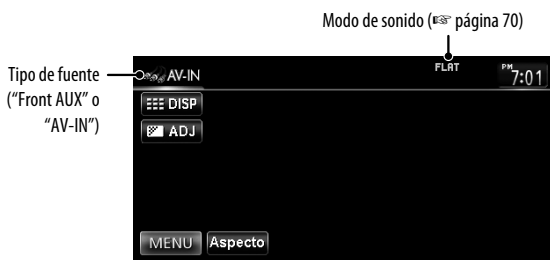 Modo de sonido (☞ página 70)
Tipo de fuente
("Front AUX" o
"AV-IN")
AV-IN
FLAT
PM 7:01
DISP
ADJ
MENU
Aspecto